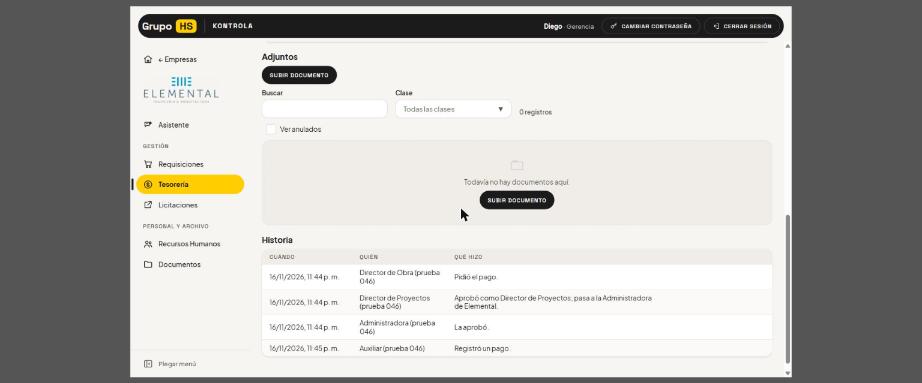 Grupo HS KONTROLA
Diego · Gerencia
CAMBIAR CONTRASEÑA
CERRAR SESIÓN
← Empresas
ELEMENTAL
Asistente
GESTIÓN
Requisiciones
Tesorería
Licitaciones
PERSONAL Y ARCHIVO
Recursos Humanos
Documentos
Plegar menú
Adjuntos
SUBIR DOCUMENTO
Buscar
Clase
Todas las clases
0 registros
Ver anulados
Todavía no hay documentos aquí.
SUBIR DOCUMENTO
Historia
CUÁNDO QUIÉN QUÉ HIZO
16/11/2026, 11:44 p. m. Director de Obra (prueba 046) Pidió el pago.
16/11/2026, 11:44 p. m. Director de Proyectos (prueba 046) Aprobó como Director de Proyectos; pasa a la Administradora de Elemental.
16/11/2026, 11:44 p. m. Administradora (prueba 046) La aprobó.
16/11/2026, 11:45 p. m. Auxiliar (prueba 046) Registró un pago.